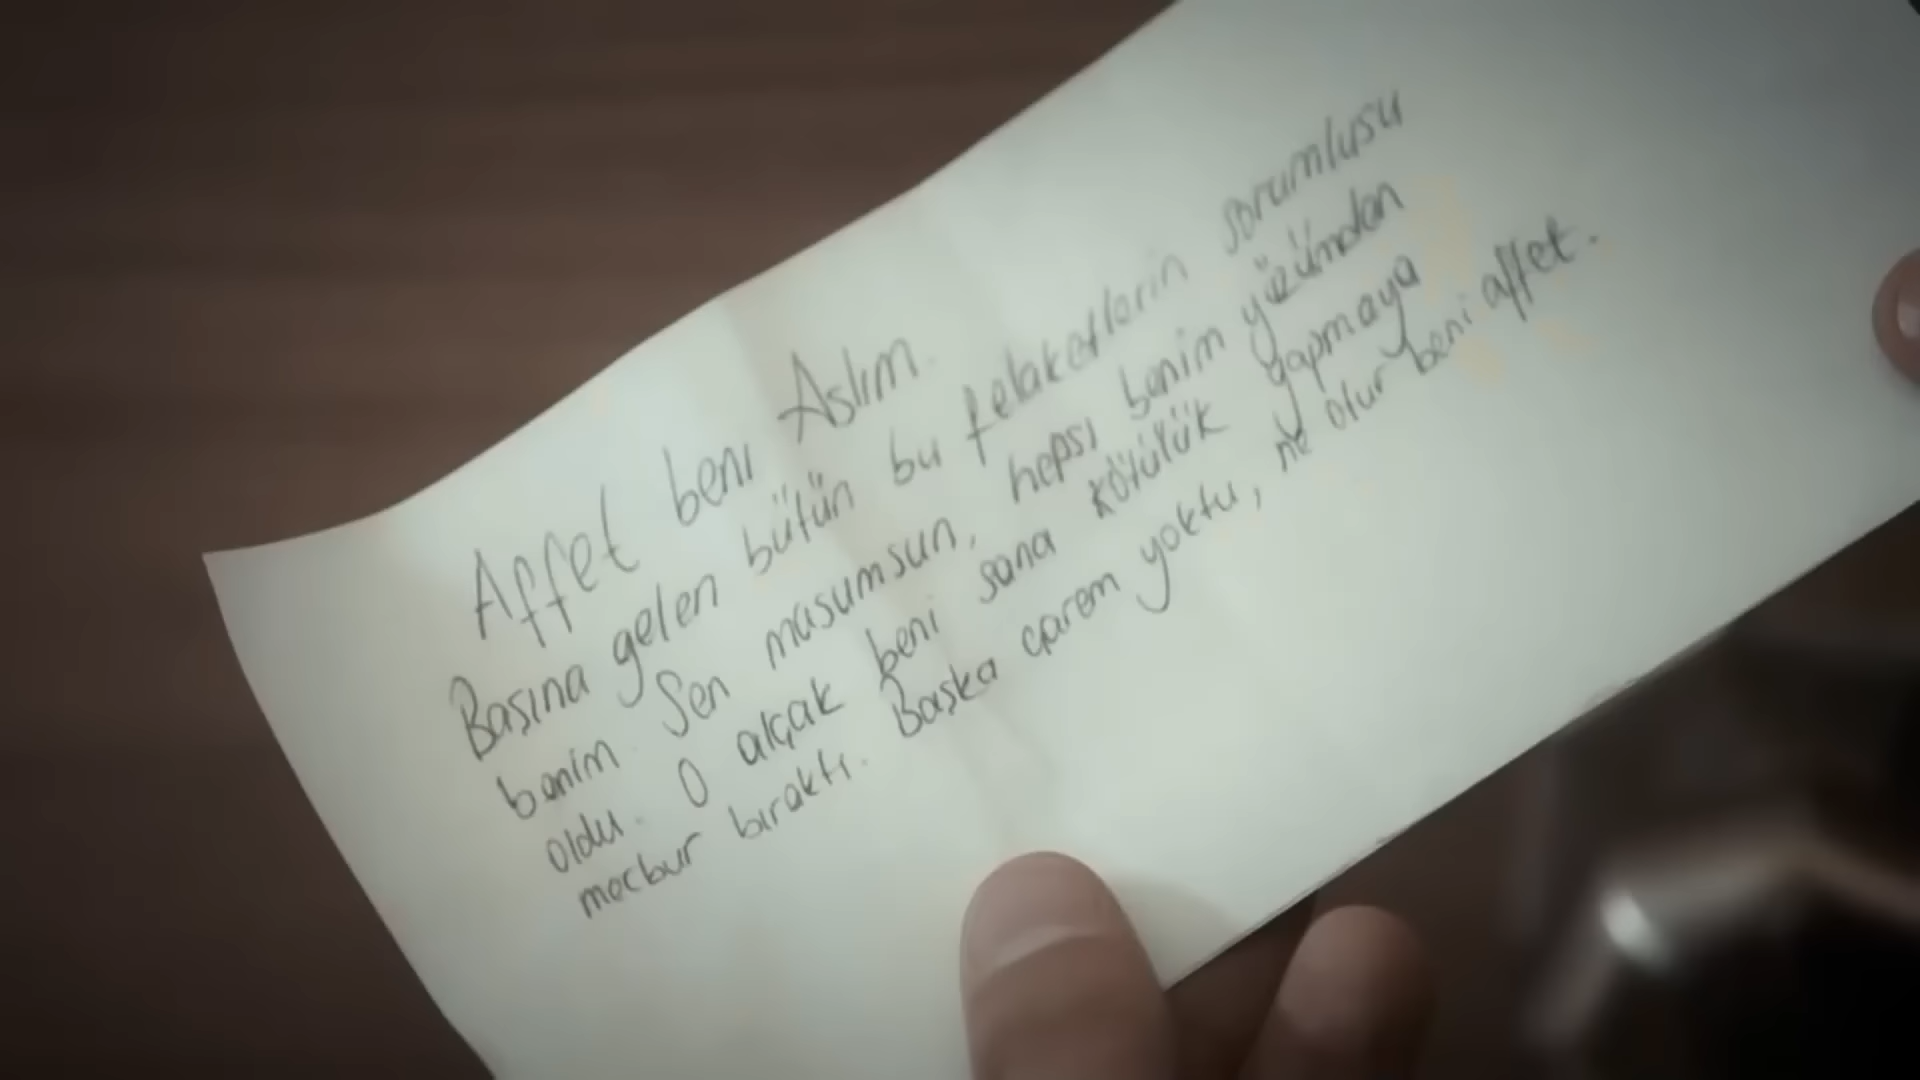 Affet beni Aslım.
Başına gelen bütün bu felaketlerin sorumlusu
benim. Sen masumsun, hepsi benim yüzümden
oldu. O alçak beni sana kötülük yapmaya
mecbur bıraktı. Başka çarem yoktu, ne olur beni affet.